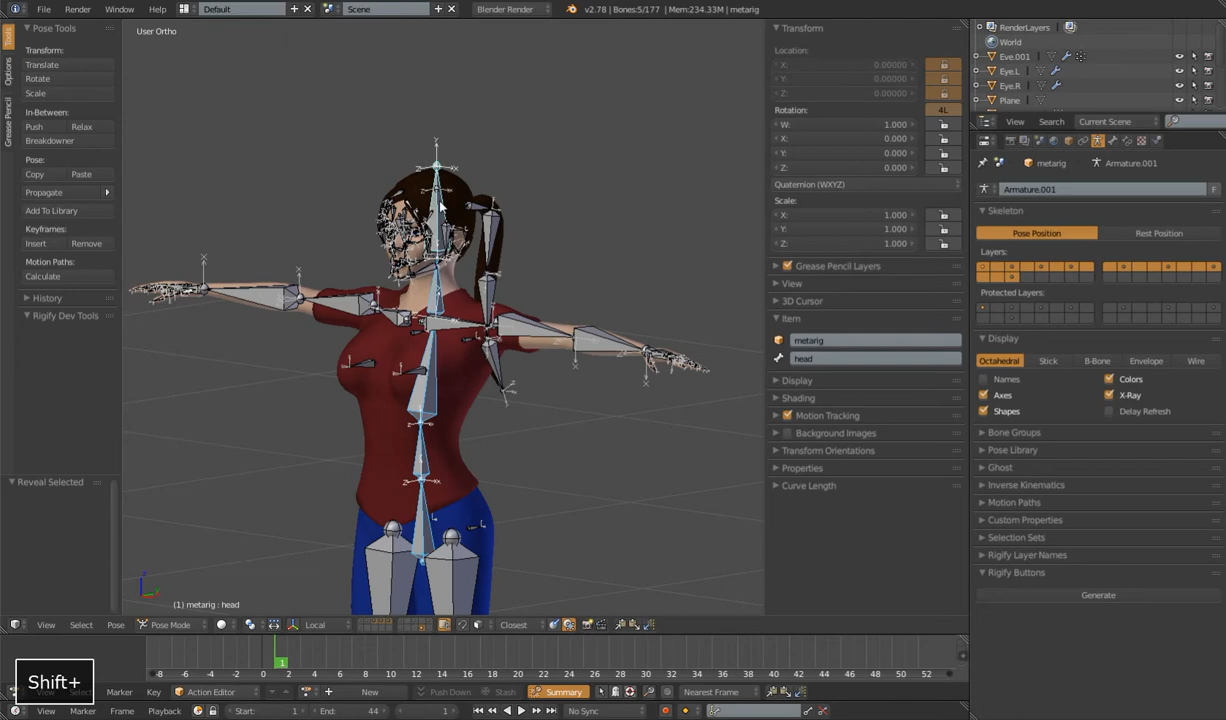 File Render Window Help Default Scene Blender Render v2.78 | Bones:5/177 | Mem:234.33M | metarig
Tools
Options
Grease Pencil
Pose Tools
Transform:
Translate
Rotate
Scale
In-Between:
Push Relax
Breakdowner
Pose:
Copy Paste
Propagate
Add To Library
Keyframes:
Insert Remove
Motion Paths:
Calculate
History
Rigify Dev Tools
Reveal Selected
User Ortho
(1) metarig : head
Transform
Location:
X: 0.00000
Y: 0.00000
Z: 0.00000
Rotation: 4L
W: 1.000
X: 0.000
Y: 0.000
Z: 0.000
Quaternion (WXYZ)
Scale:
X: 1.000
Y: 1.000
Z: 1.000
Grease Pencil Layers
View
3D Cursor
Item
metarig
head
Display
Shading
Motion Tracking
Background Images
Transform Orientations
Properties
Curve Length
RenderLayers
World
Eve.001
Eye.L
Eye.R
Plane
View Search Current Scene
metarig Armature.001
Armature.001 F
Skeleton
Pose Position Rest Position
Layers:
Protected Layers:
Display
Octahedral Stick B-Bone Envelope Wire
Names Colors
Axes X-Ray
Shapes Delay Refresh
Bone Groups
Pose Library
Ghost
Inverse Kinematics
Motion Paths
Custom Properties
Selection Sets
Rigify Layer Names
Rigify Buttons
Generate
View Select Pose Pose Mode Local Closest
-8 -6 -4 -2 0 2 4 6 8 10 12 14 16 18 20 22 24 26 28 30 32 34 36 38 40 42 44 46 48 50 52
1
Shift+
View Select Marker Key Action Editor New Push Down Stash Summary Nearest Frame
View Marker Frame Playback Start: 1 End: 44 1 No Sync